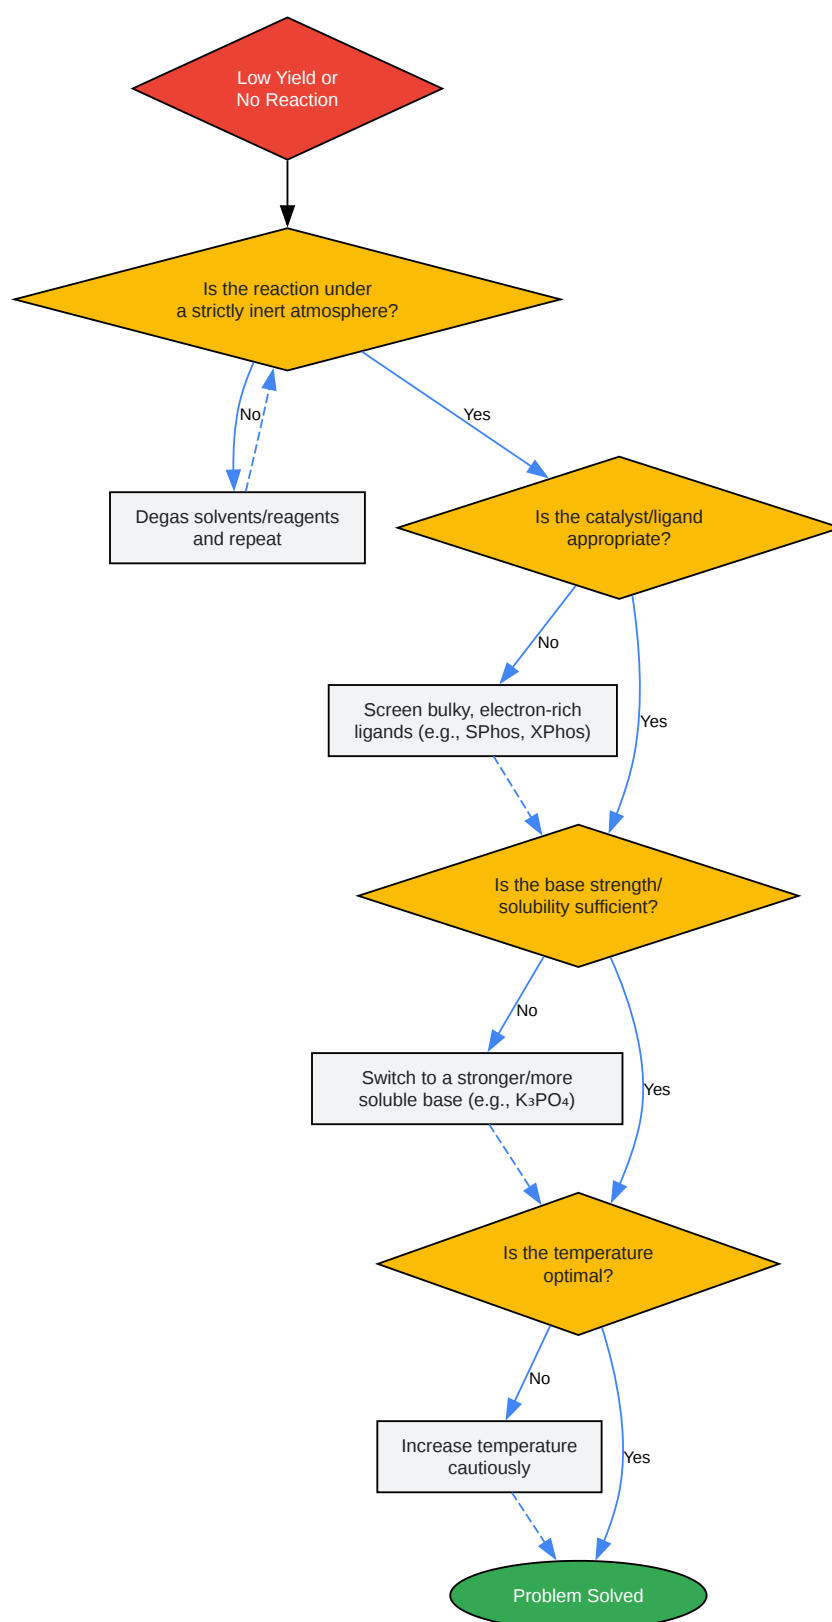 Low Yield or
No Reaction
Is the reaction under
a strictly inert atmosphere?
No
Yes
Degas solvents/reagents
and repeat
Is the catalyst/ligand
appropriate?
No
Screen bulky, electron-rich
ligands (e.g., SPhos, XPhos)
Yes
Is the base strength/
solubility sufficient?
No
Switch to a stronger/more
soluble base (e.g., K₃PO₄)
Yes
Is the temperature
optimal?
No
Increase temperature
cautiously
Yes
Problem Solved